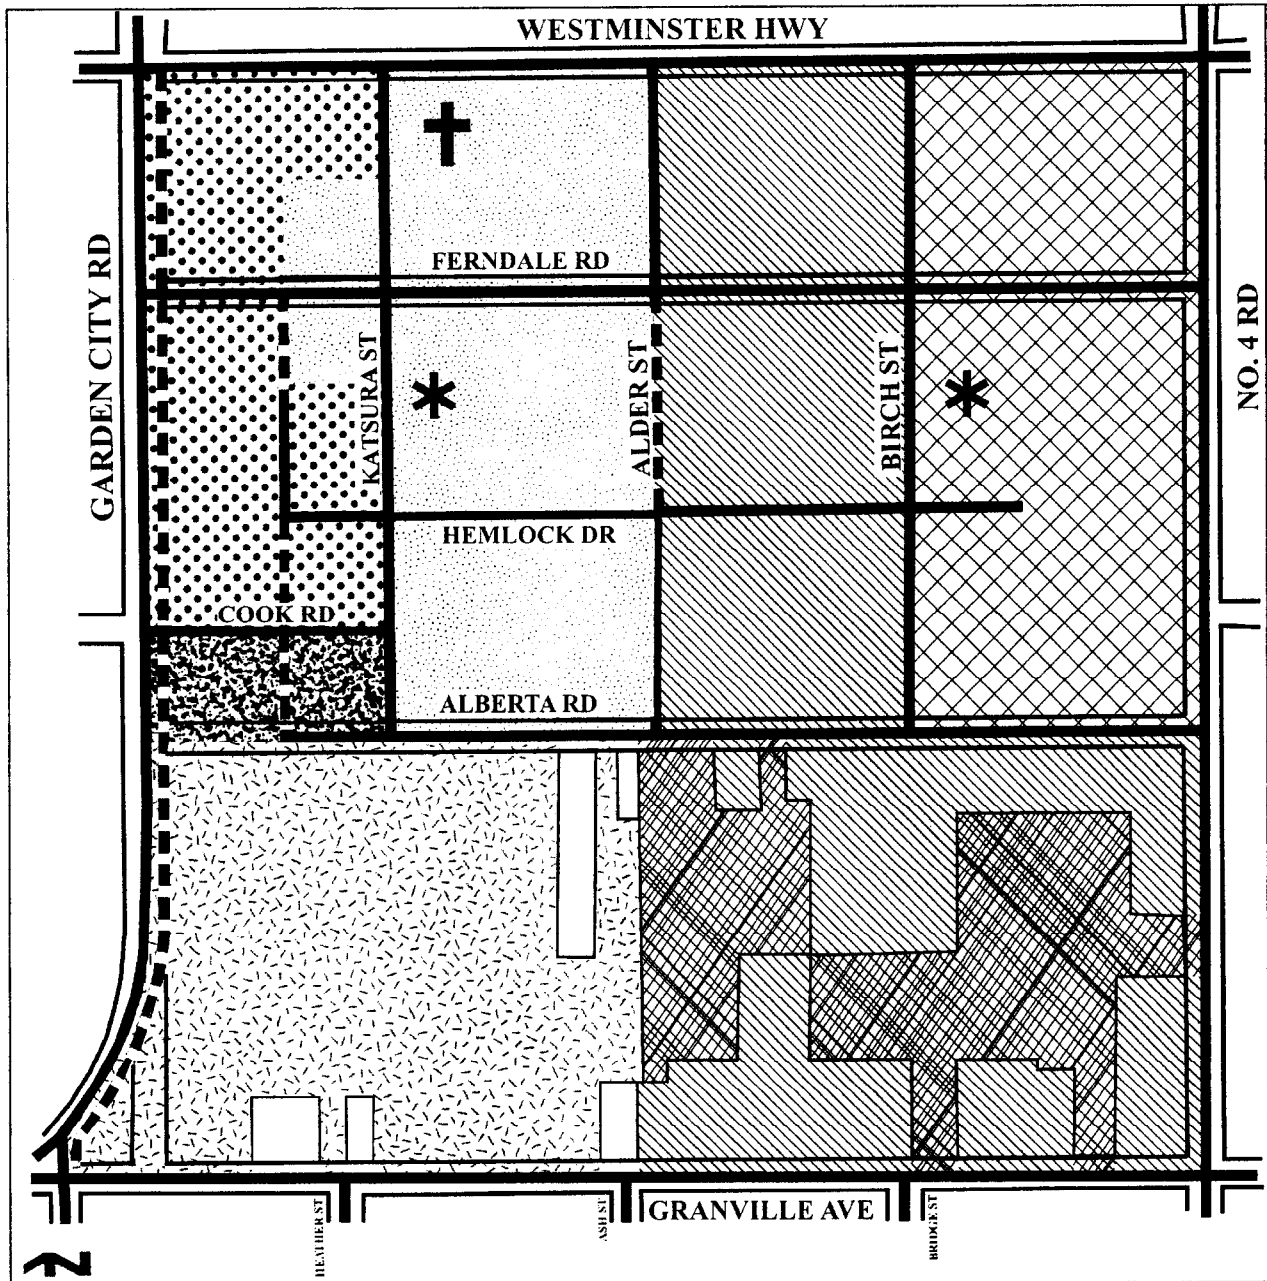 WESTMINSTER HWY
GARDEN CITY RD
FERNDALE RD
KATSURA ST
ALDER ST
BIRCH ST
NO. 4 RD
HEMLOCK DR
COOK RD
ALBERTA RD
GRANVILLE AVE
HEATHER ST
ASH ST
BRIDGE ST
N